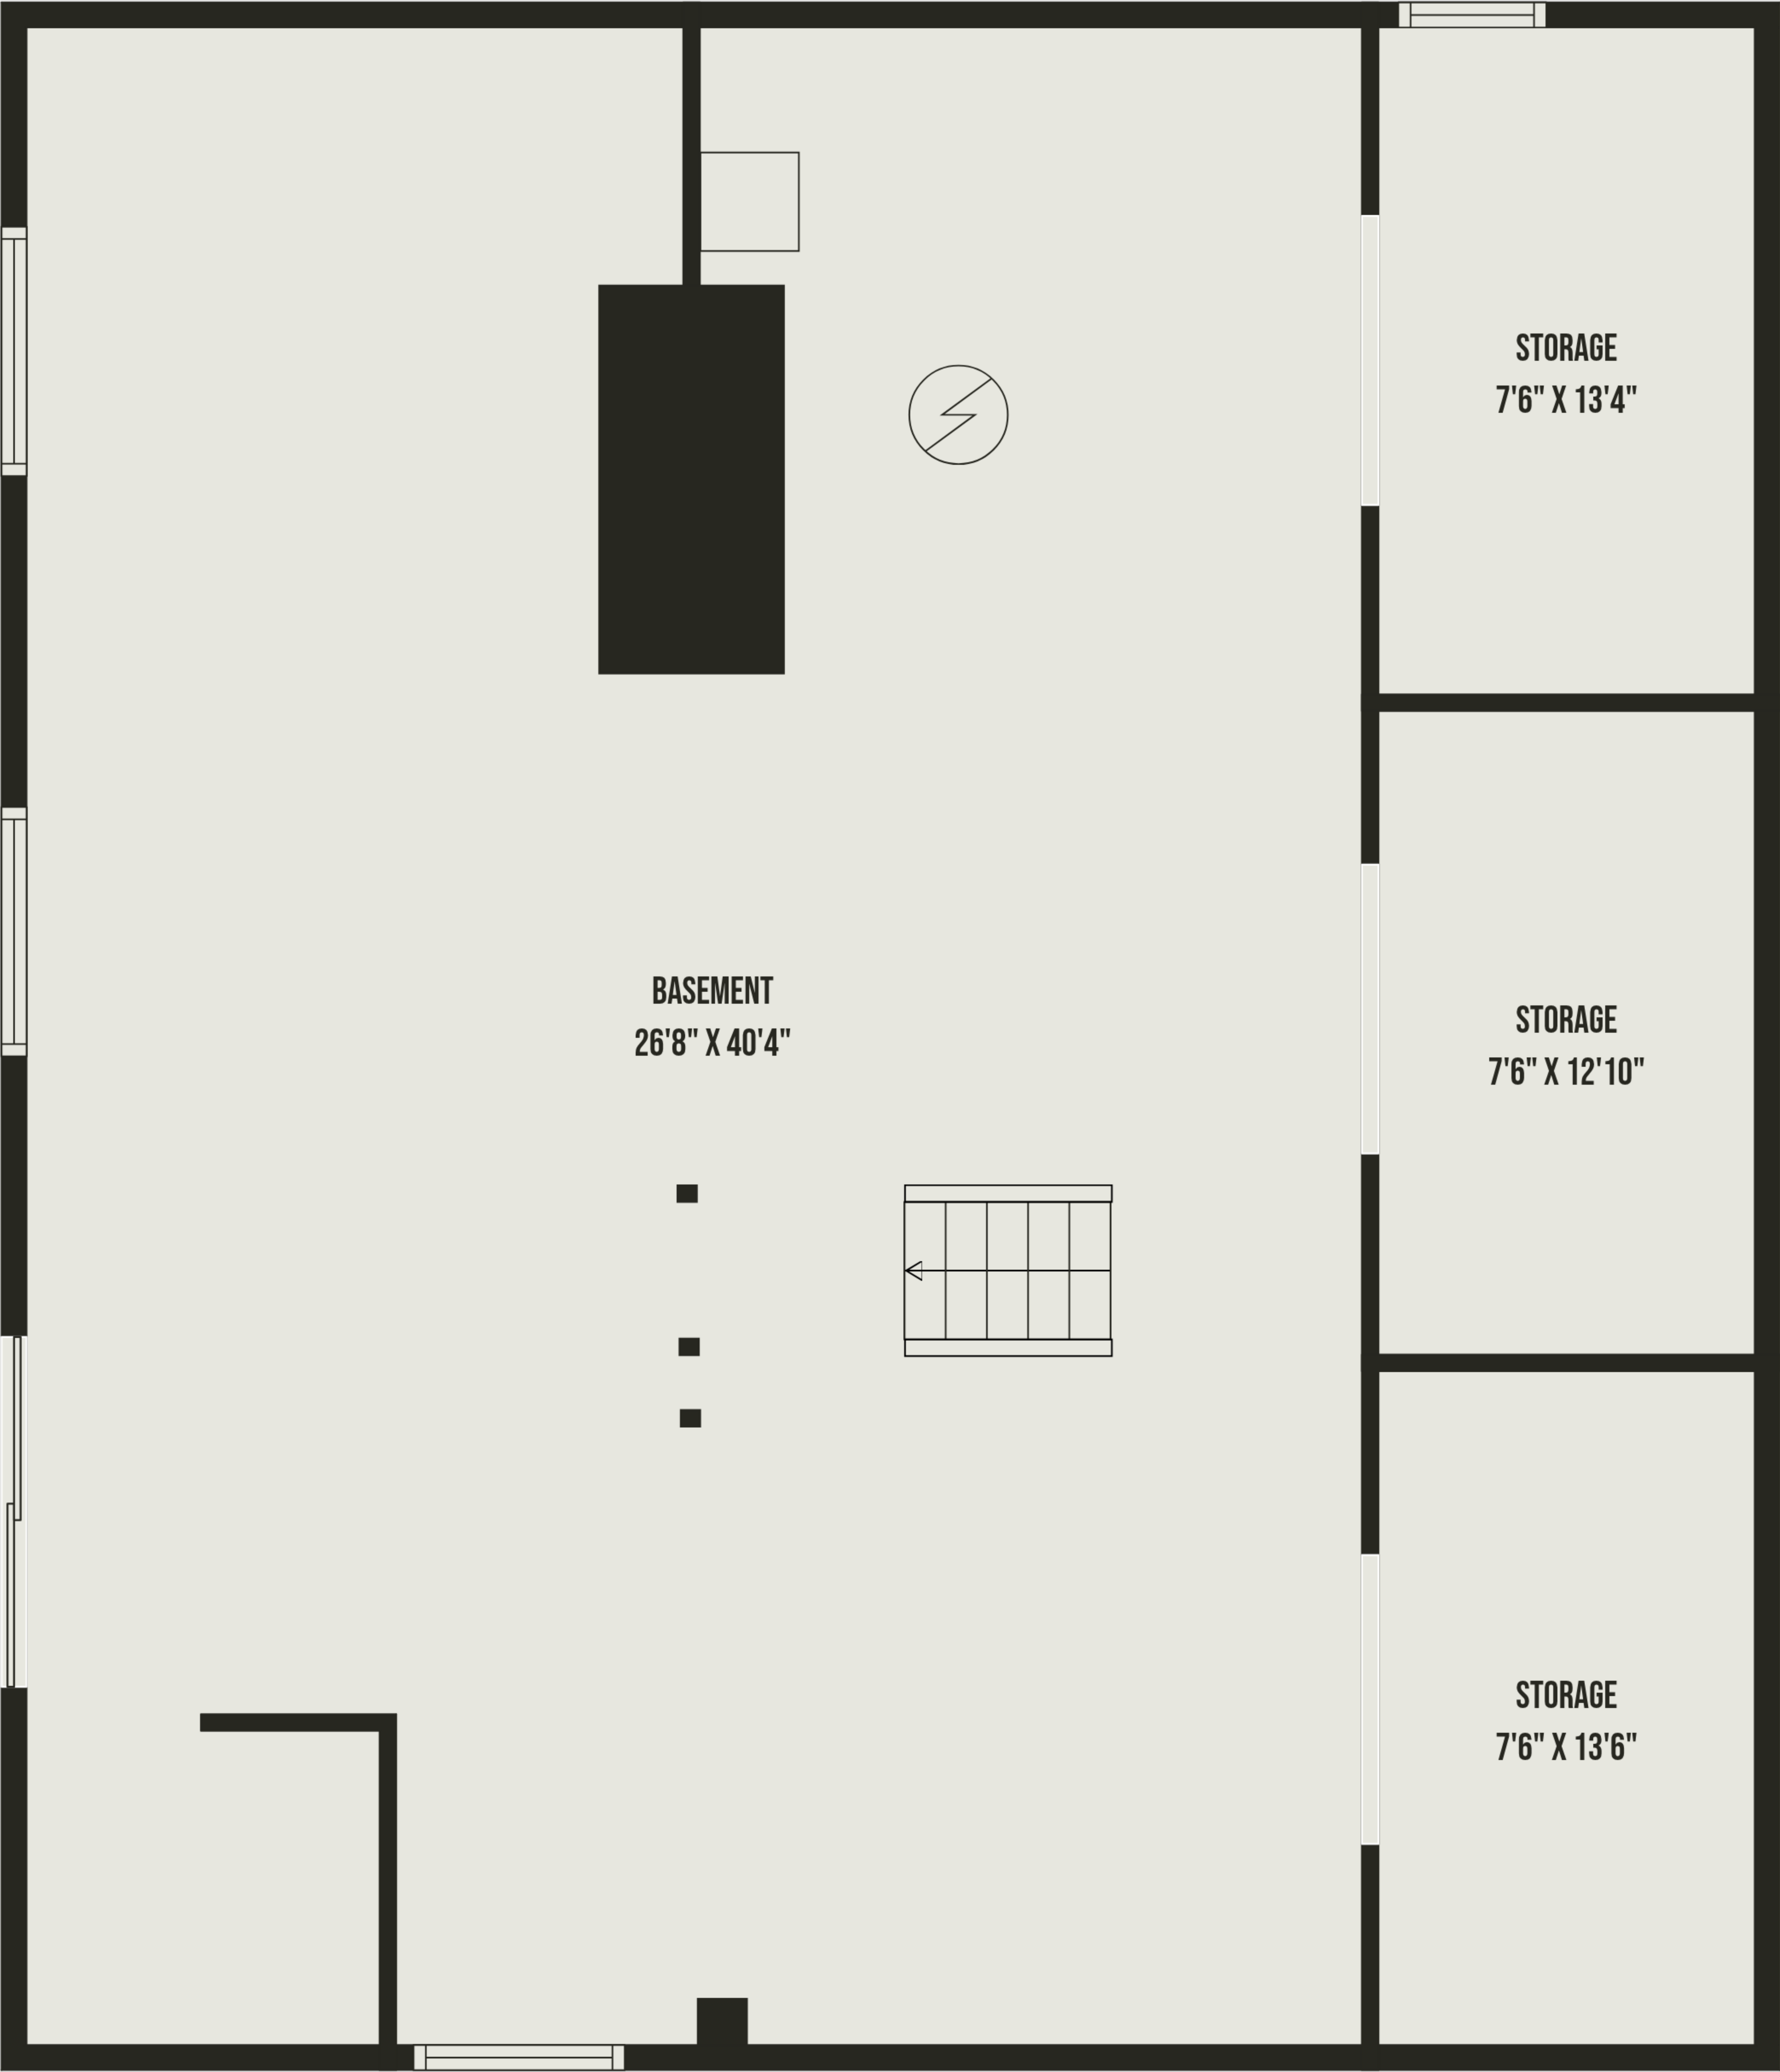 STORAGE
7'6" X 13'4"
BASEMENT
26'8" X 40'4"
STORAGE
7'6" X 12'10"
STORAGE
7'6" X 13'6"